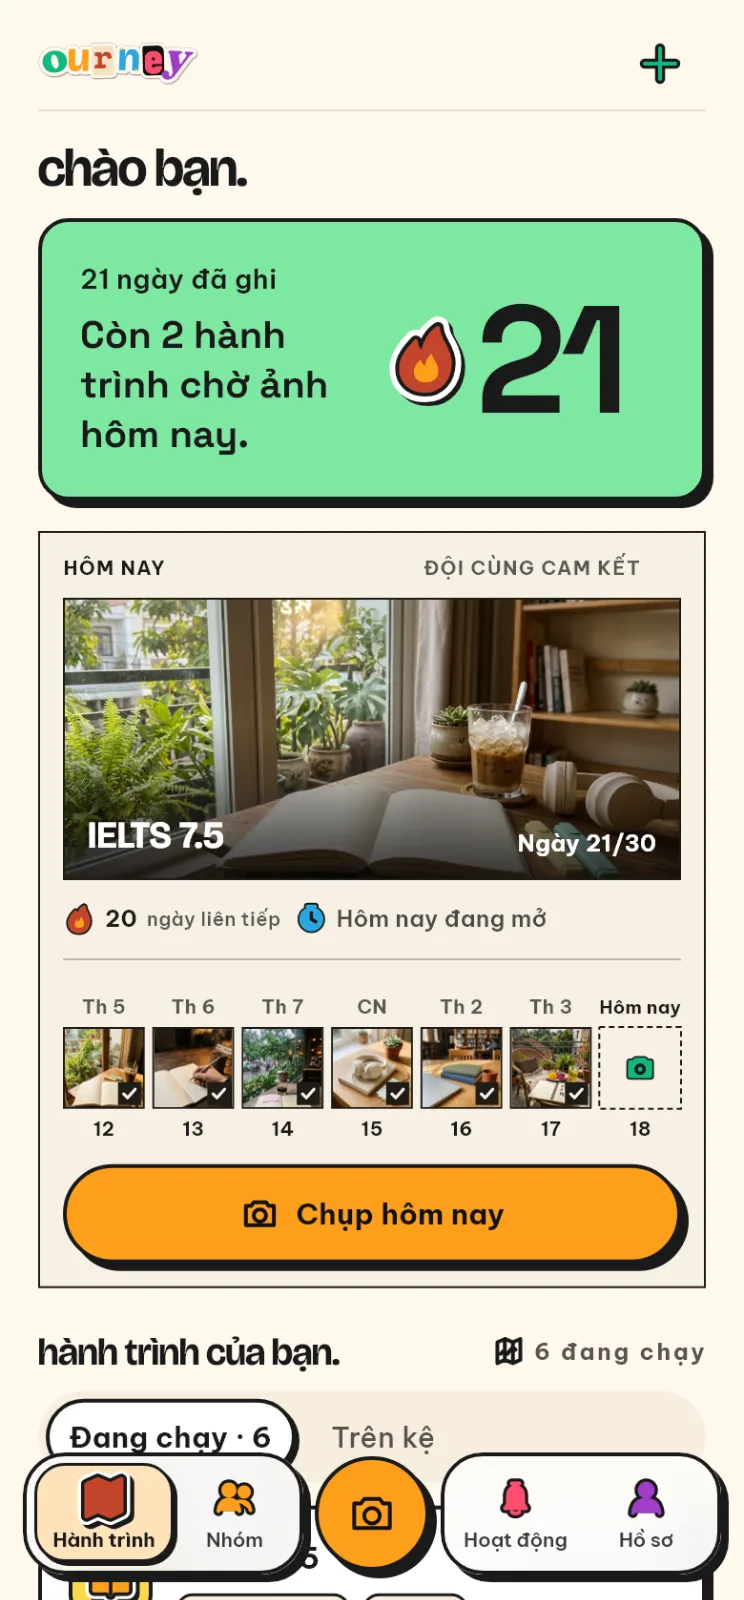 ourney
chào bạn.
21 ngày đã ghi
Còn 2 hành
trình chờ ảnh
hôm nay.
21
HÔM NAY
ĐỘI CÙNG CAM KẾT
IELTS 7.5
Ngày 21/30
20 ngày liên tiếp
Hôm nay đang mở
Th 5 Th 6 Th 7 CN Th 2 Th 3 Hôm nay
12 13 14 15 16 17 18
Chụp hôm nay
hành trình của bạn.
6 đang chạy
Đang chạy · 6
Trên kệ
Hành trình
Nhóm
Hoạt động
Hồ sơ